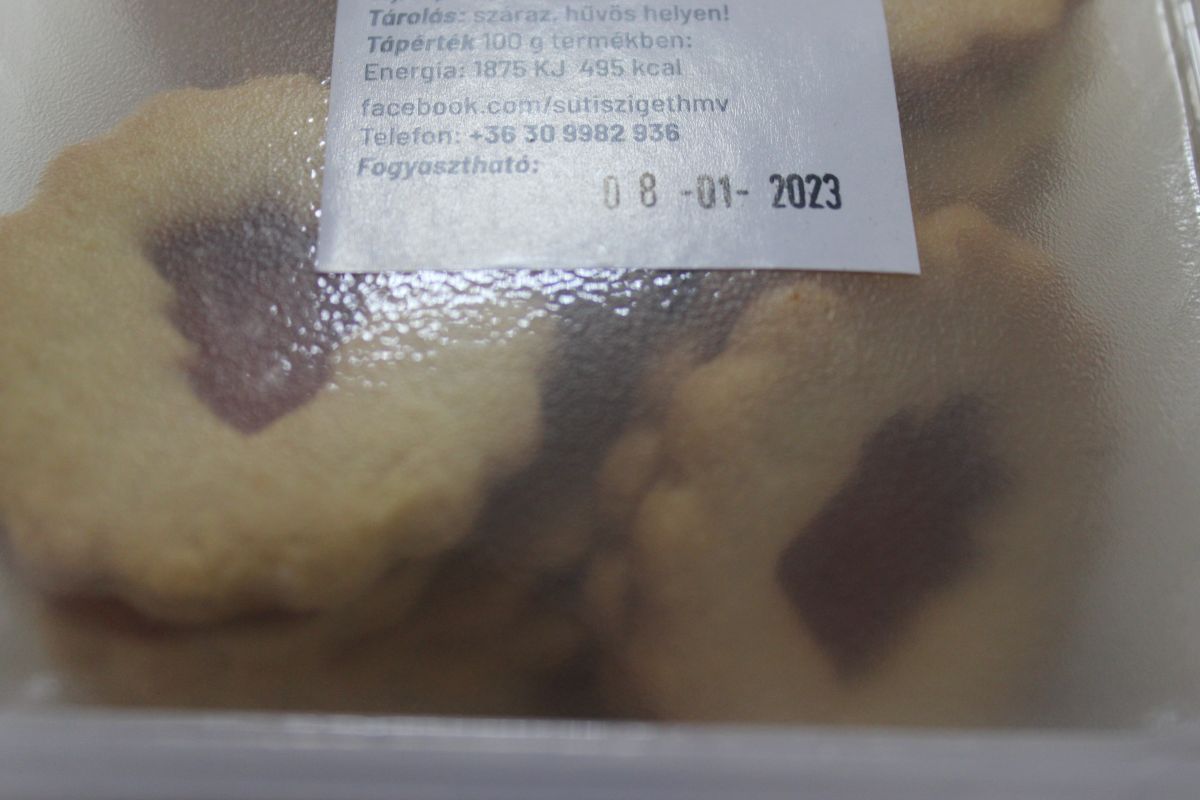 Tárolás: száraz, hűvös helyen!
Tápérték 100 g termékben:
Energia: 1875 KJ 495 kcal
facebook.com/sutiszigethmv
Telefon: +36 30 9982 936
Fogyasztható:
08 -01- 2023